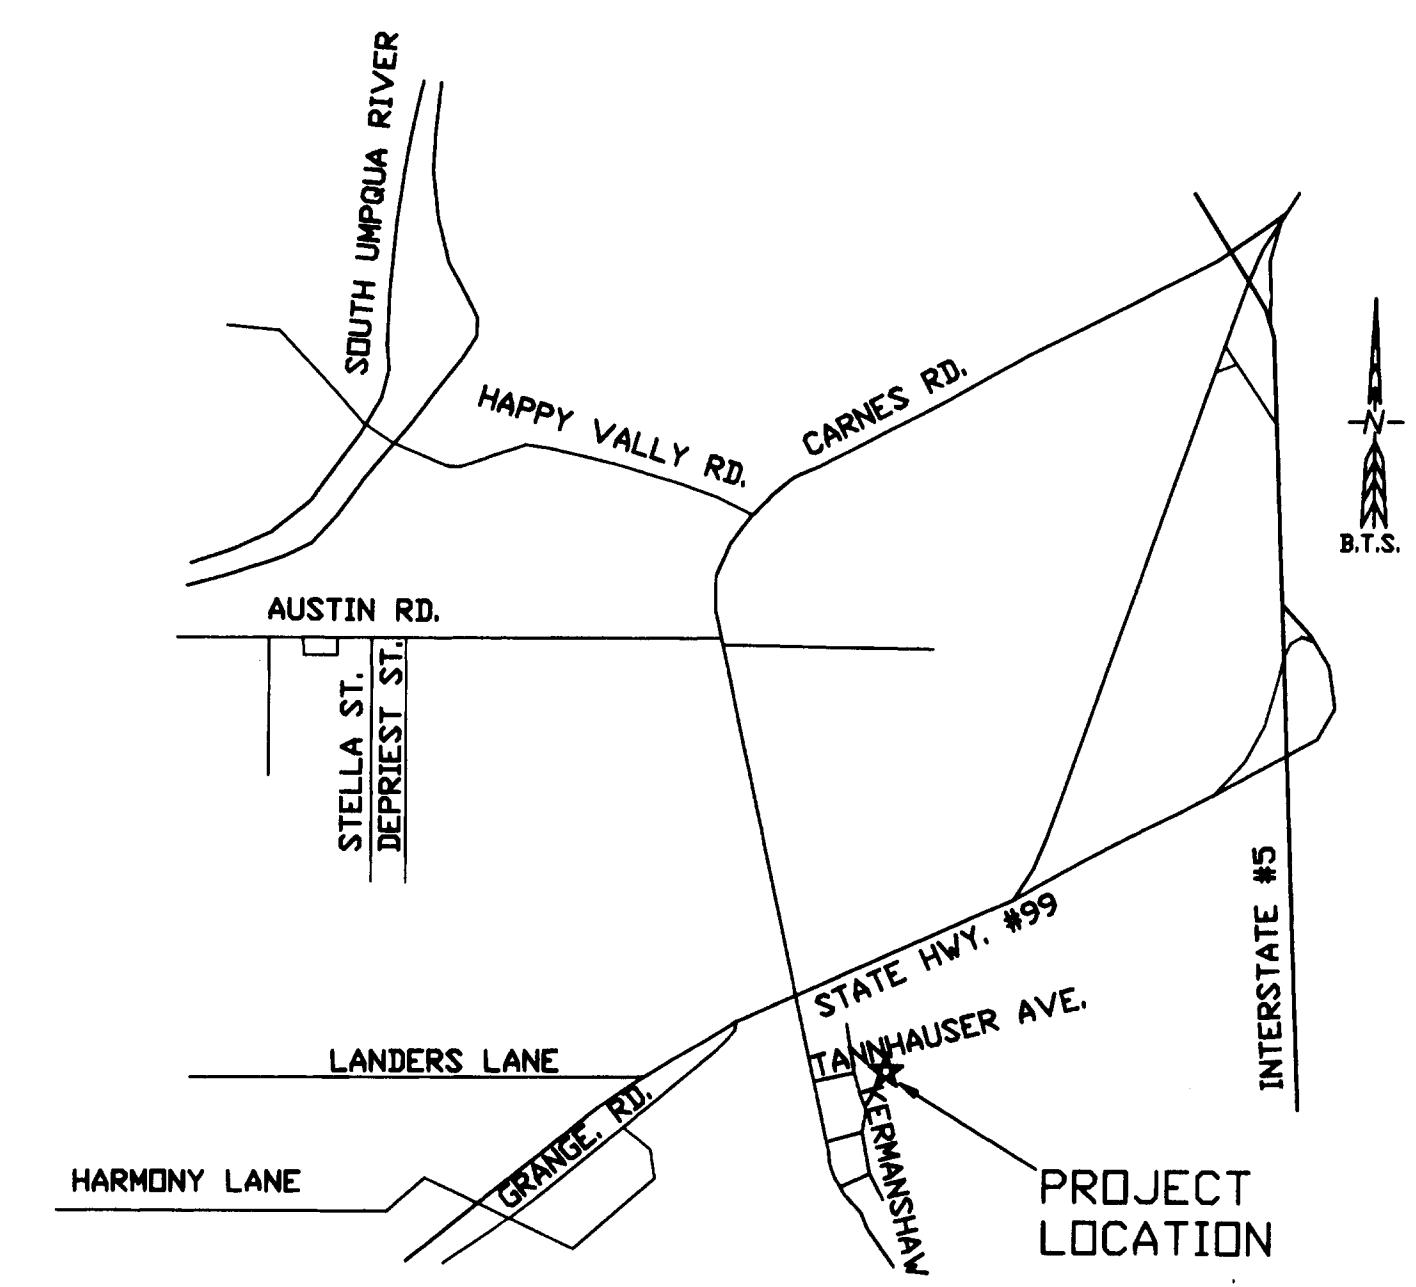 SOUTH UMPQUA RIVER
HAPPY VALLY RD.
CARNES RD.
N
B.T.S.
AUSTIN RD.
STELLA ST.
DEPRIEST ST.
INTERSTATE #5
STATE HWY. #99
TANNHAUSER AVE.
LANDERS LANE
GRANGE. RD.
KERMANSHAW
HARMONY LANE
PROJECT
LOCATION